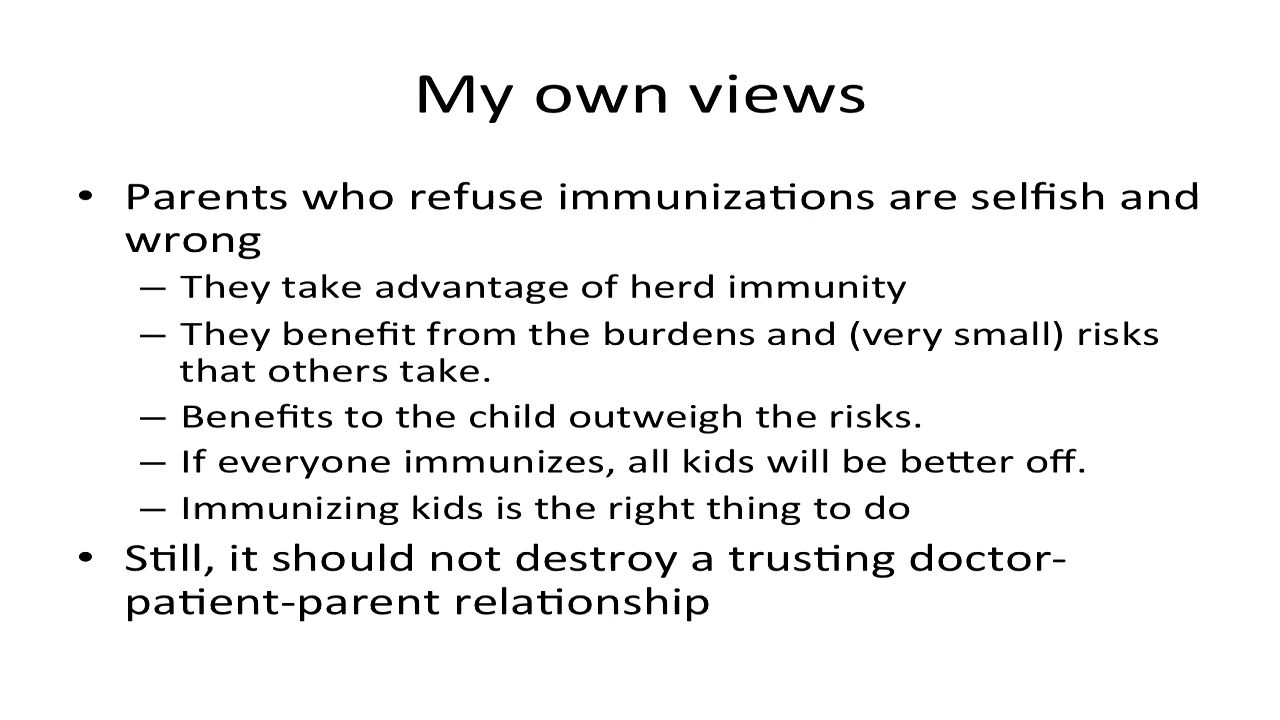 My own views
• Parents who refuse immunizations are selfish and
wrong
– They take advantage of herd immunity
– They benefit from the burdens and (very small) risks
that others take.
– Benefits to the child outweigh the risks.
– If everyone immunizes, all kids will be better off.
– Immunizing kids is the right thing to do
• Still, it should not destroy a trusting doctor-
patient-parent relationship